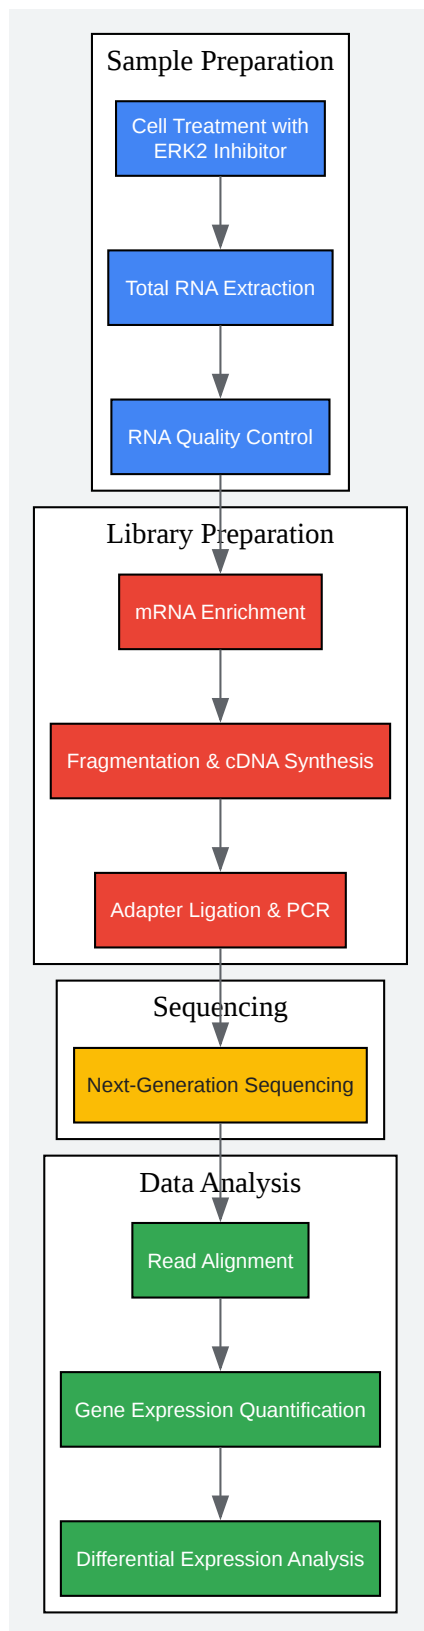 Sample Preparation
Cell Treatment with
ERK2 Inhibitor
Total RNA Extraction
RNA Quality Control
Library Preparation
mRNA Enrichment
Fragmentation & cDNA Synthesis
Adapter Ligation & PCR
Sequencing
Next-Generation Sequencing
Data Analysis
Read Alignment
Gene Expression Quantification
Differential Expression Analysis